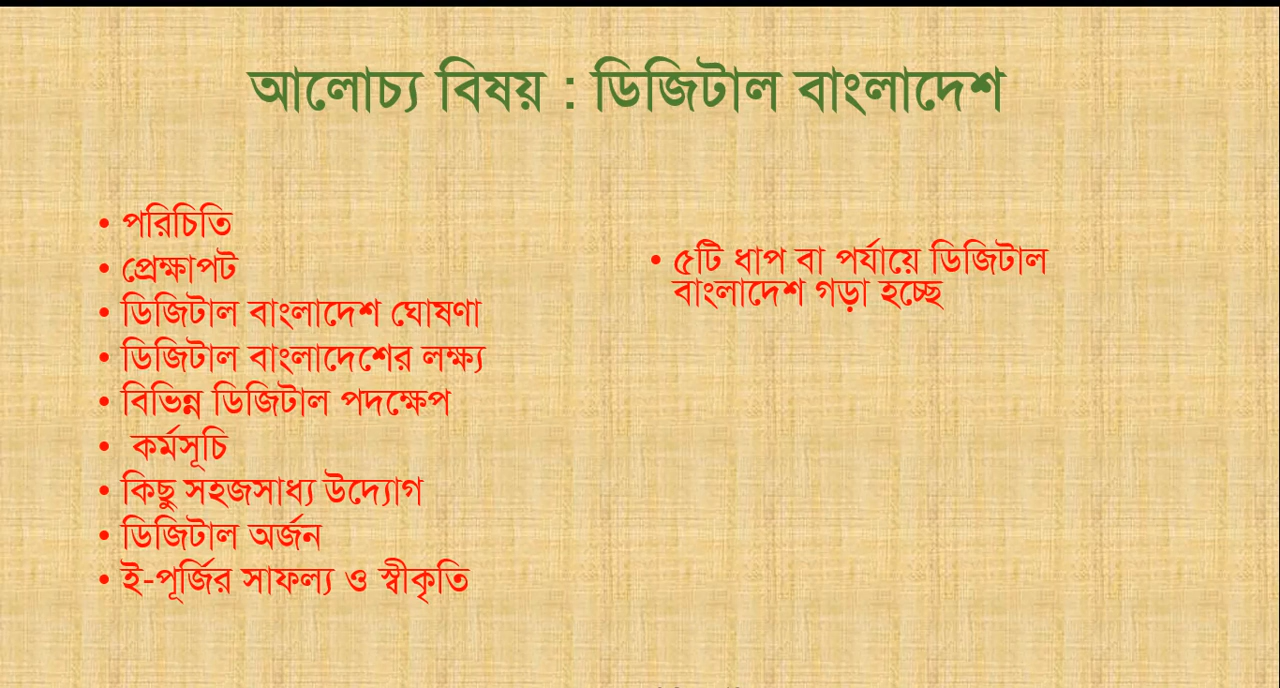 আলোচ্য বিষয় : ডিজিটাল বাংলাদেশ
• পরিচিতি
• প্রেক্ষাপট
• ডিজিটাল বাংলাদেশ ঘোষণা
• ডিজিটাল বাংলাদেশের লক্ষ্য
• বিভিন্ন ডিজিটাল পদক্ষেপ
• কর্মসূচি
• কিছু সহজসাধ্য উদ্যোগ
• ডিজিটাল অর্জন
• ই-পূর্জির সাফল্য ও স্বীকৃতি
• ৫টি ধাপ বা পর্যায়ে ডিজিটাল
বাংলাদেশ গড়া হচ্ছে